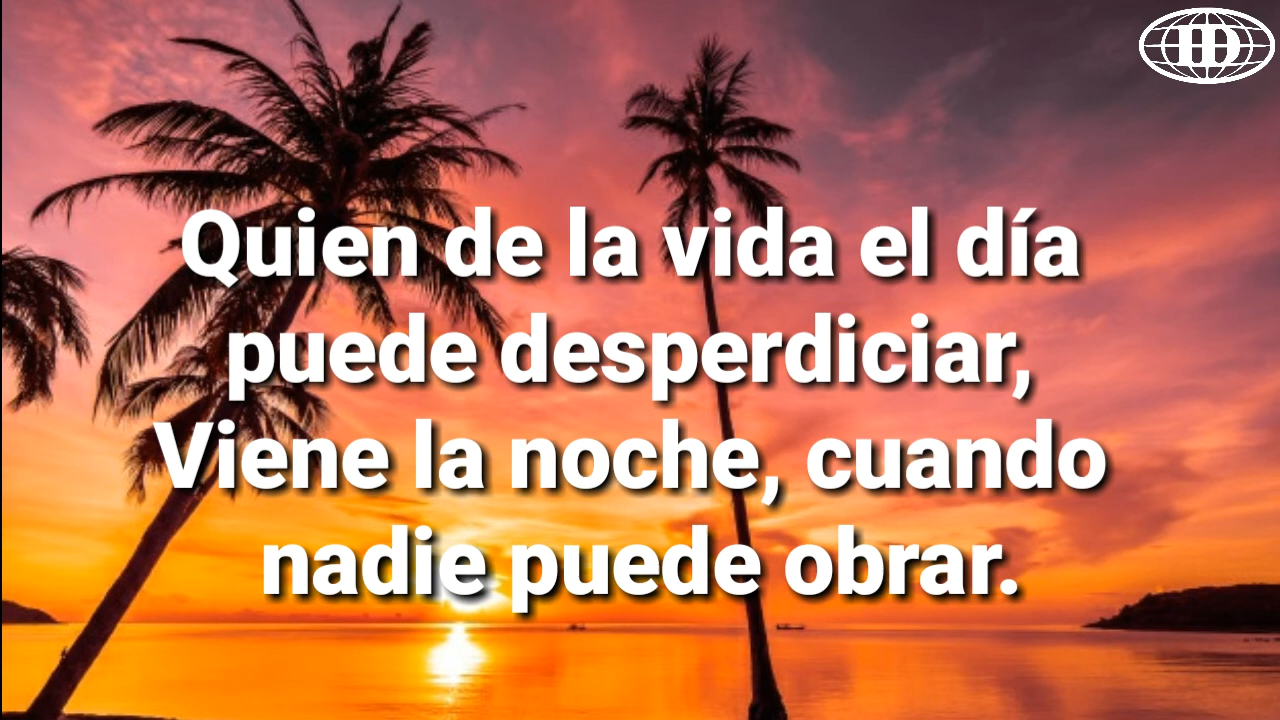 Quien de la vida el día
puede desperdiciar,
Viene la noche, cuando
nadie puede obrar.